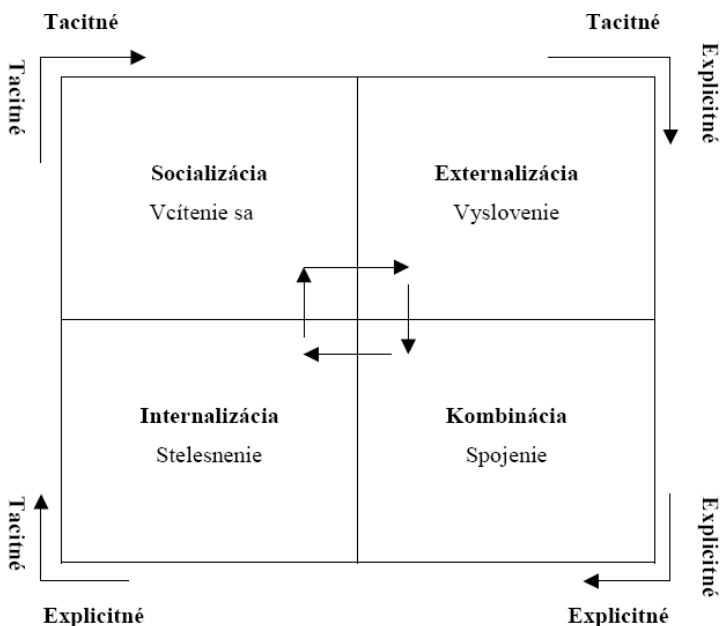 Tacitné
Tacitné
Tacitné
Explicitné
Socializácia
Vcítenie sa
Externalizácia
Vyslovenie
Internalizácia
Stelesnenie
Kombinácia
Spojenie
Tacitné
Explicitné
Explicitné
Explicitné